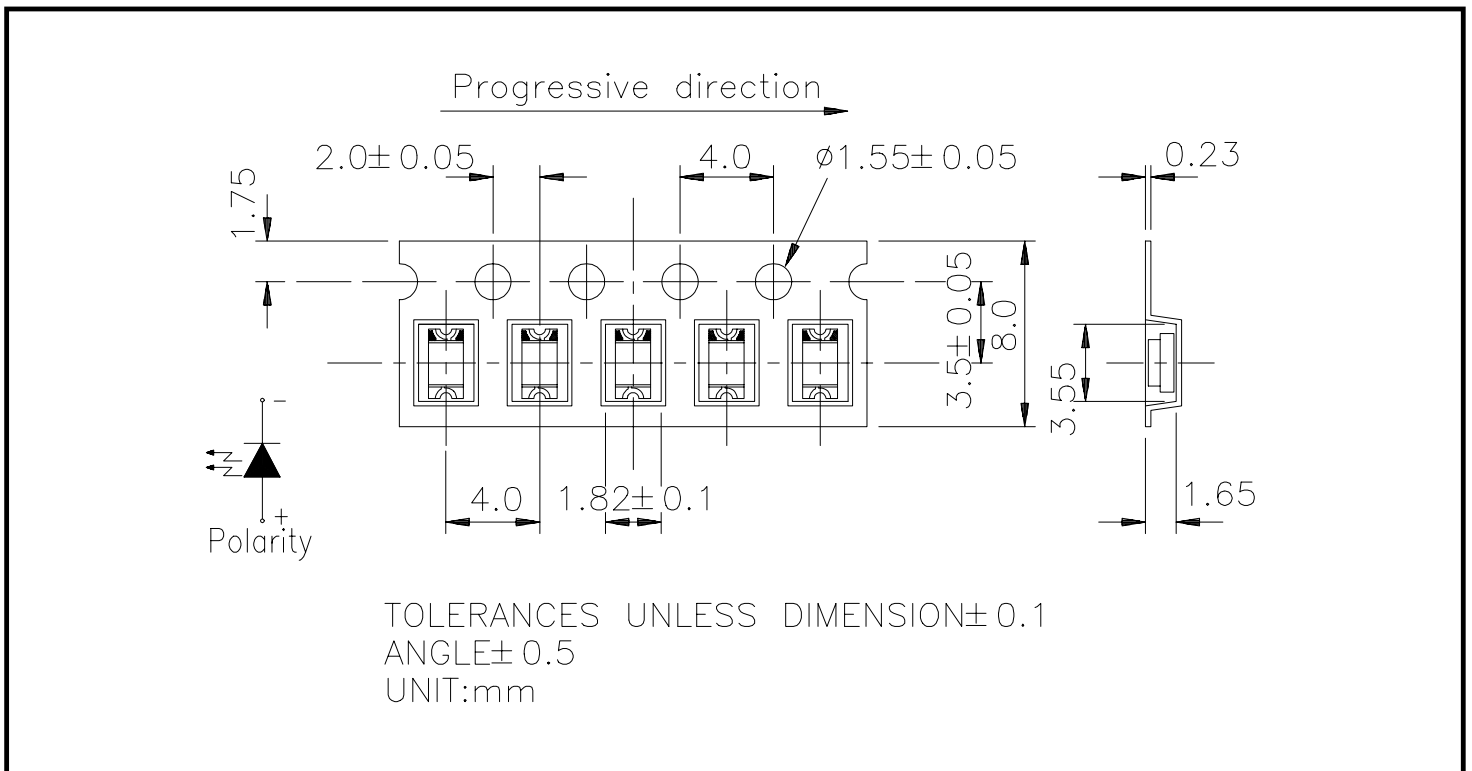 Progressive direction
2.0±0.05
4.0
ø1.55±0.05
0.23
1.75
3.5±0.05
8.0
3.55
-
4.0
1.82±0.1
1.65
+
Polarity
TOLERANCES UNLESS DIMENSION±0.1
ANGLE±0.5
UNIT:mm